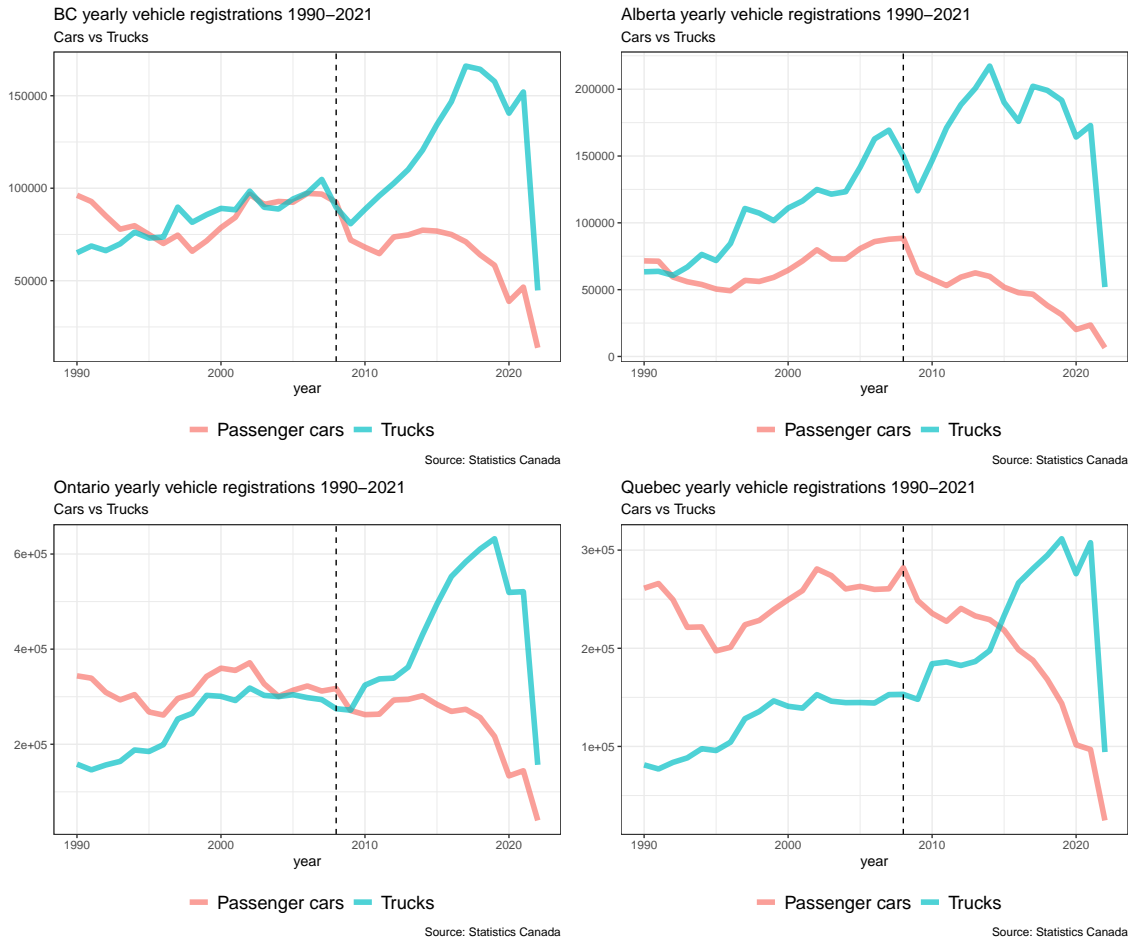 BC yearly vehicle registrations 1990–2021
Cars vs Trucks
150000
100000
50000
1990
2000
2010
2020
year
Passenger cars
Trucks
Source: Statistics Canada
Alberta yearly vehicle registrations 1990–2021
Cars vs Trucks
200000
150000
100000
50000
0
1990
2000
2010
2020
year
Passenger cars
Trucks
Source: Statistics Canada
Ontario yearly vehicle registrations 1990–2021
Cars vs Trucks
6e+05
4e+05
2e+05
1990
2000
2010
2020
year
Passenger cars
Trucks
Source: Statistics Canada
Quebec yearly vehicle registrations 1990–2021
Cars vs Trucks
3e+05
2e+05
1e+05
1990
2000
2010
2020
year
Passenger cars
Trucks
Source: Statistics Canada